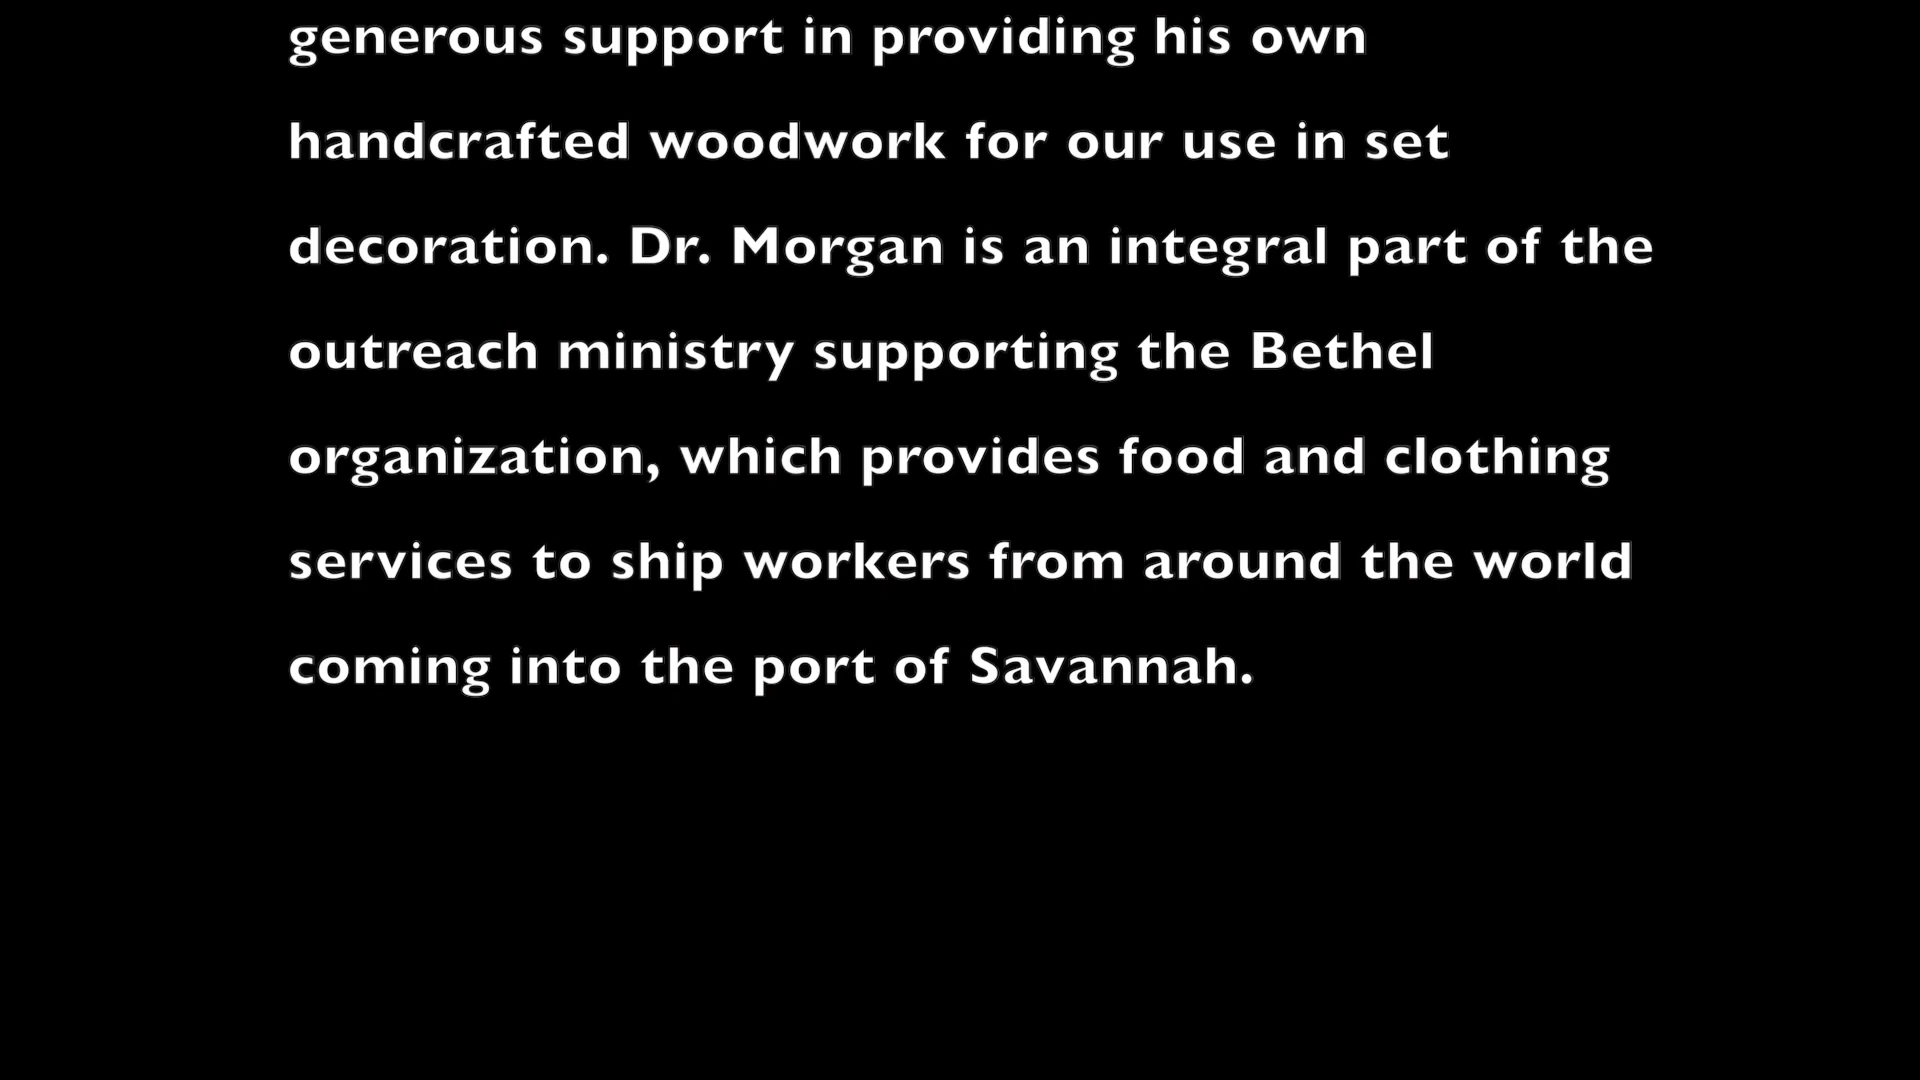 generous support in providing his own
handcrafted woodwork for our use in set
decoration. Dr. Morgan is an integral part of the
outreach ministry supporting the Bethel
organization, which provides food and clothing
services to ship workers from around the world
coming into the port of Savannah.